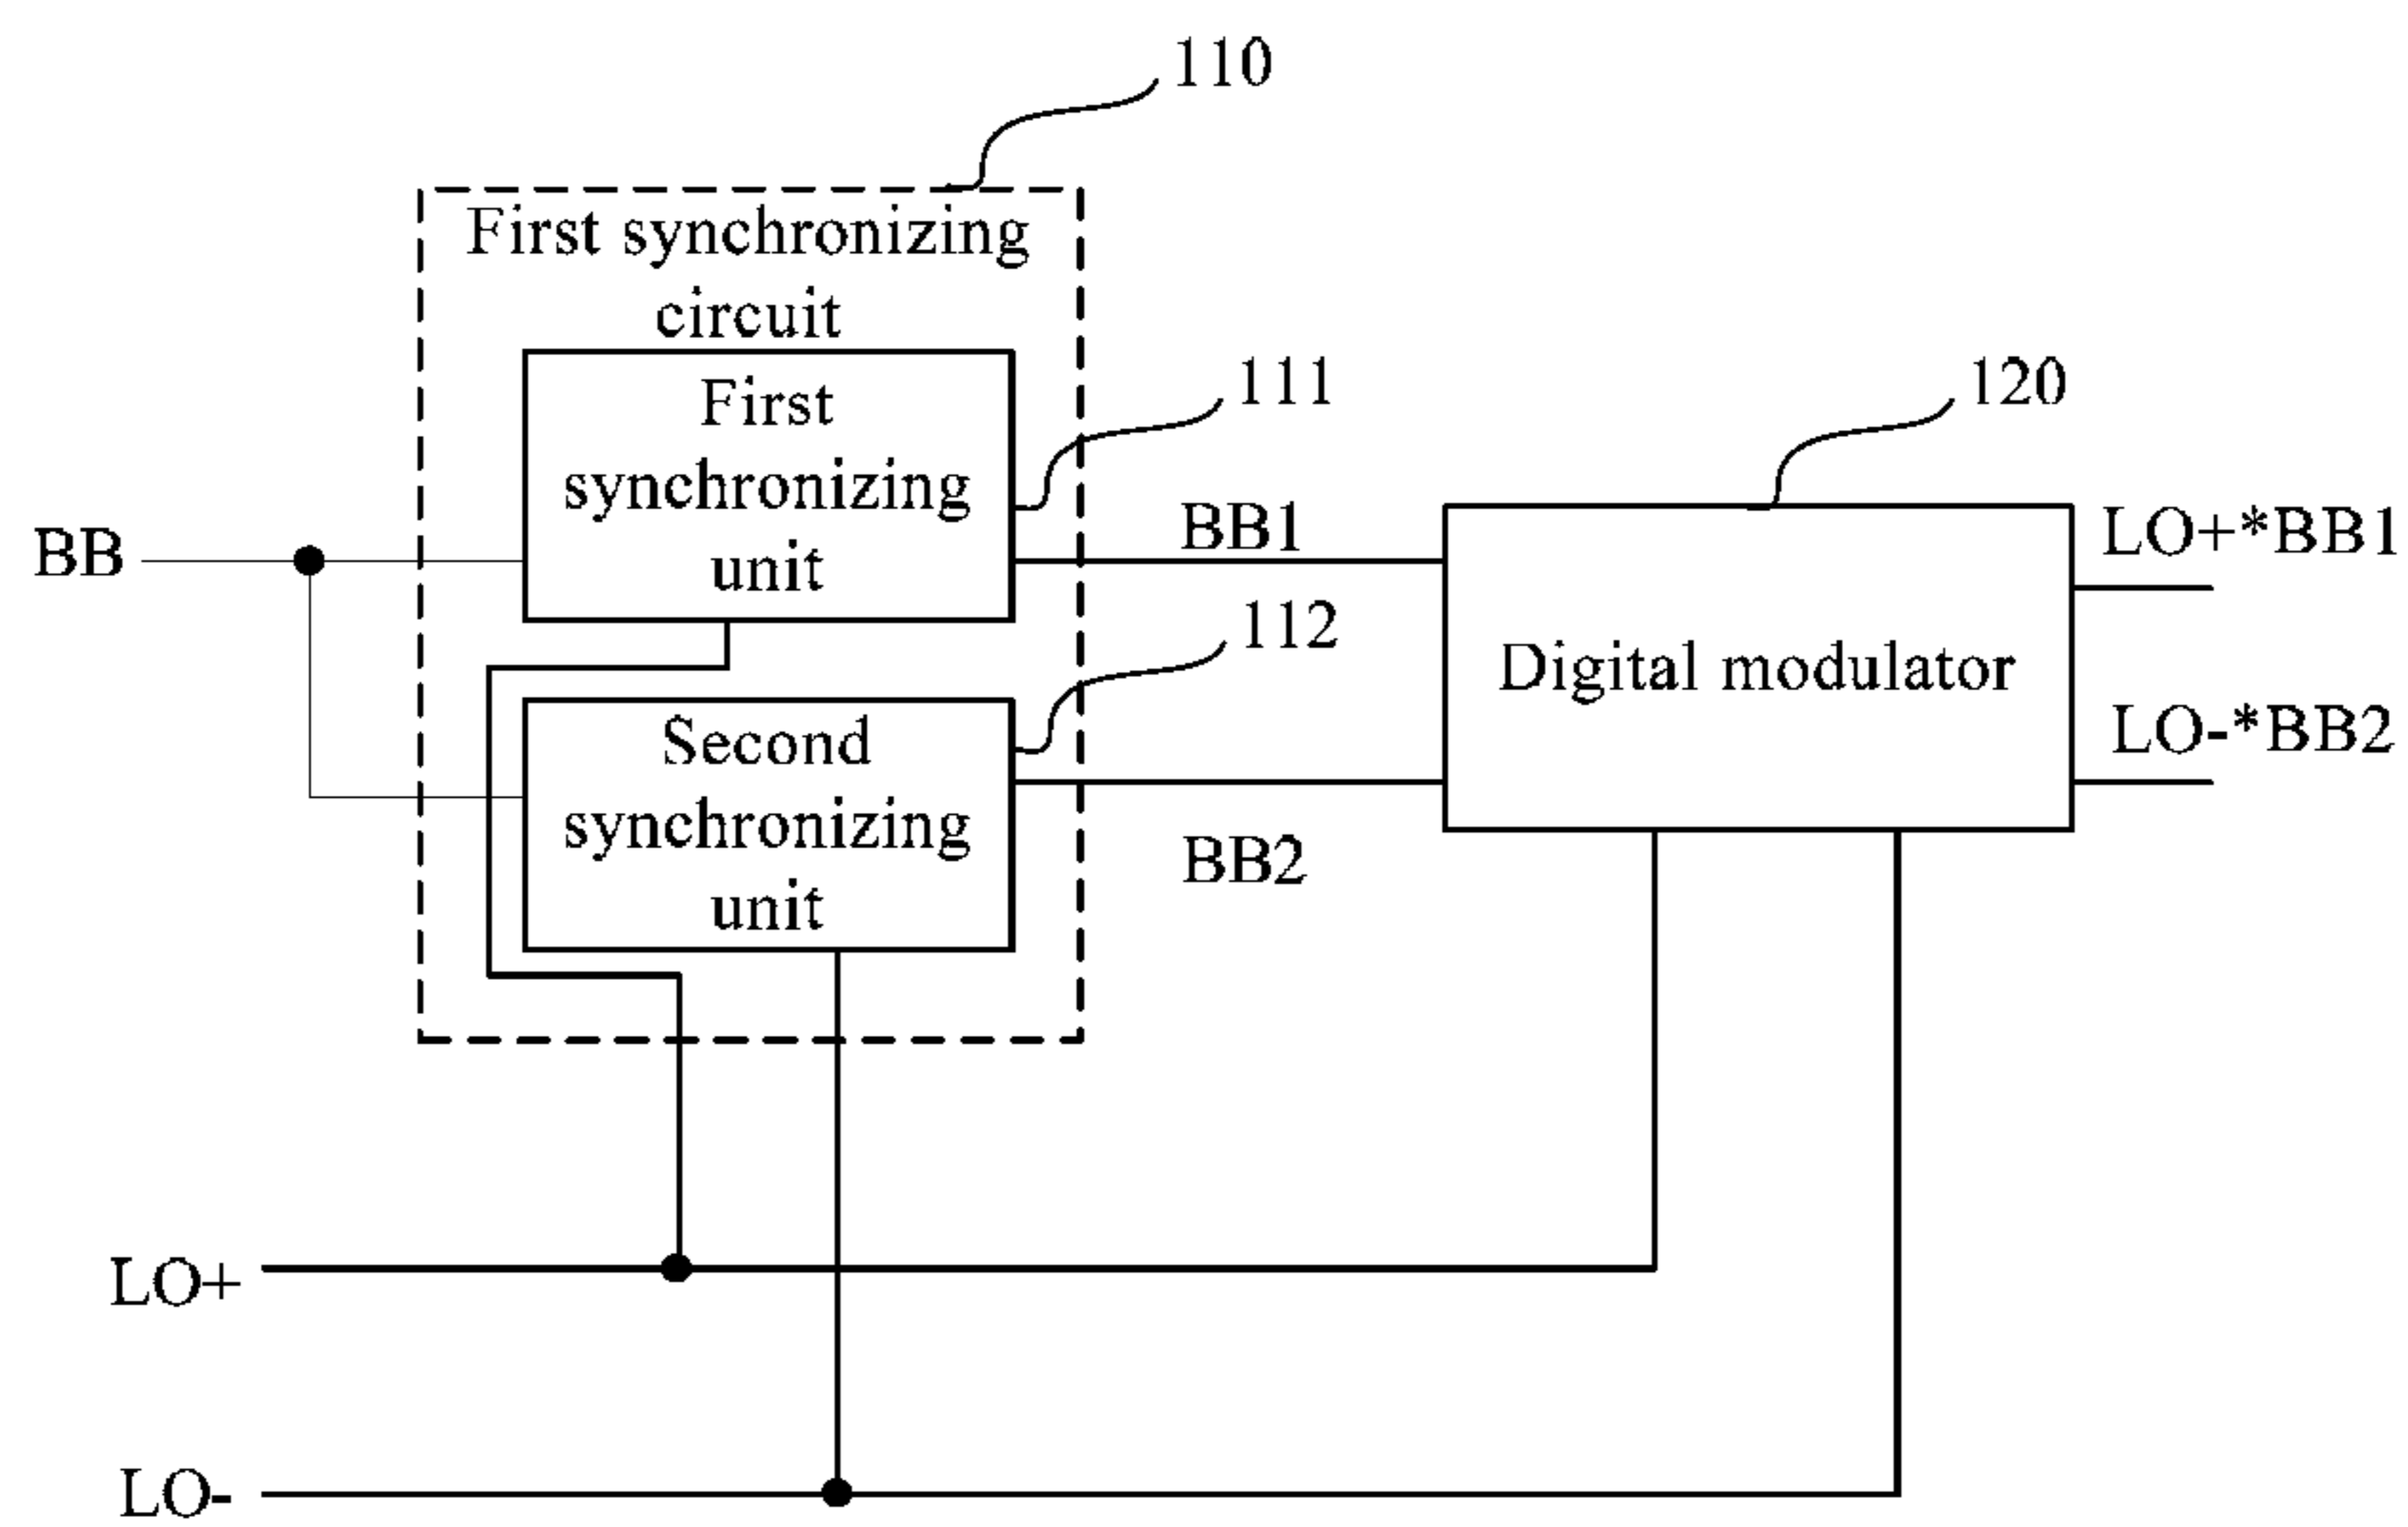 110
First synchronizing
circuit
First
synchronizing
unit
111
120
BB
BB1
LO+*BB1
112
Digital modulator
Second
synchronizing
unit
LO-*BB2
BB2
LO+
LO-